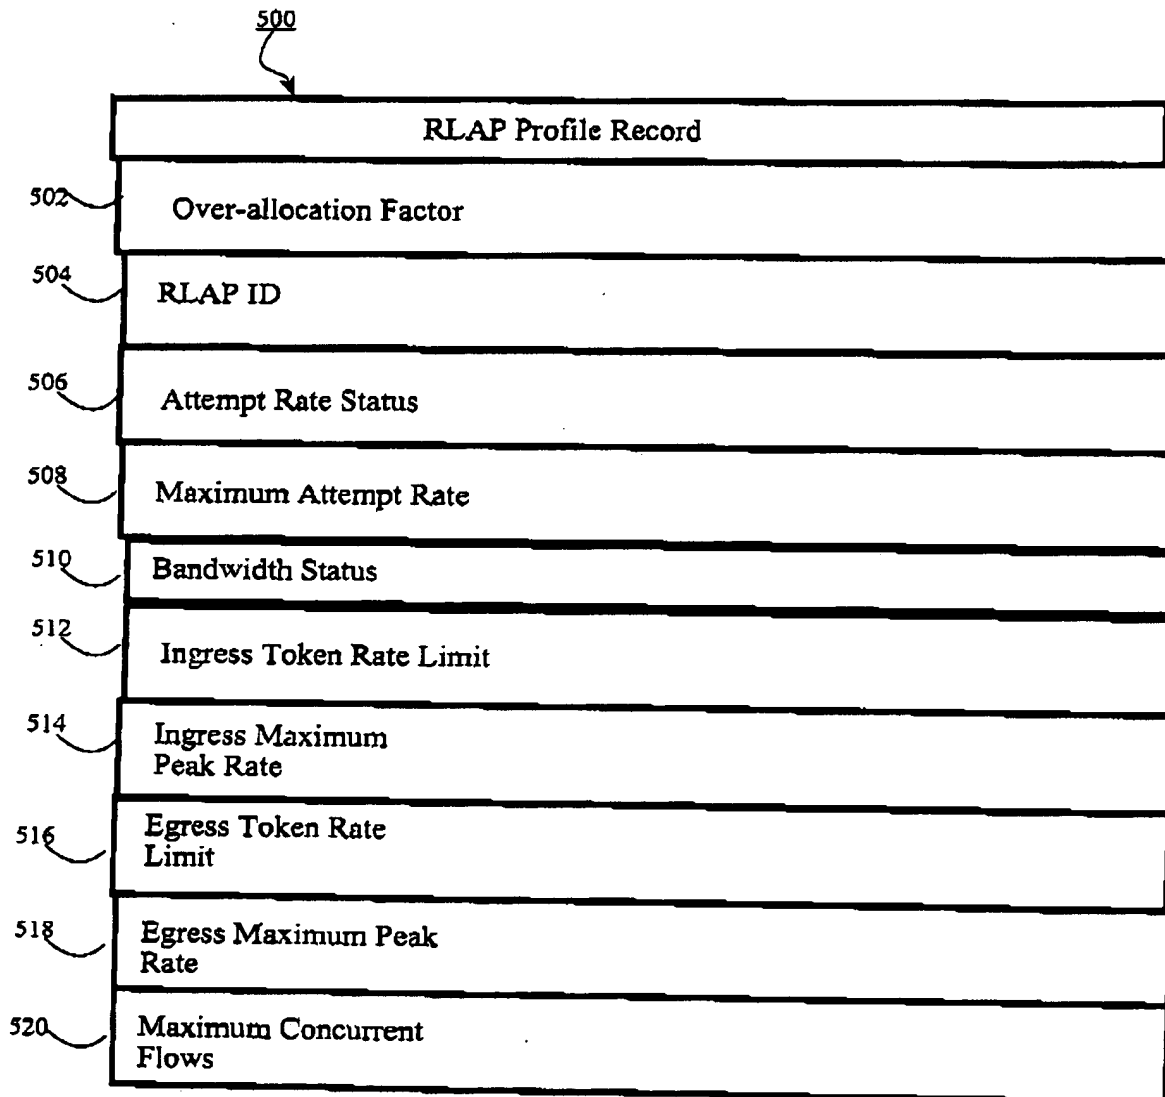 500
RLAP Profile Record
502
Over-allocation Factor
504
RLAP ID
506
Attempt Rate Status
508
Maximum Attempt Rate
510
Bandwidth Status
512
Ingress Token Rate Limit
514
Ingress Maximum
Peak Rate
516
Egress Token Rate
Limit
518
Egress Maximum Peak
Rate
520
Maximum Concurrent
Flows